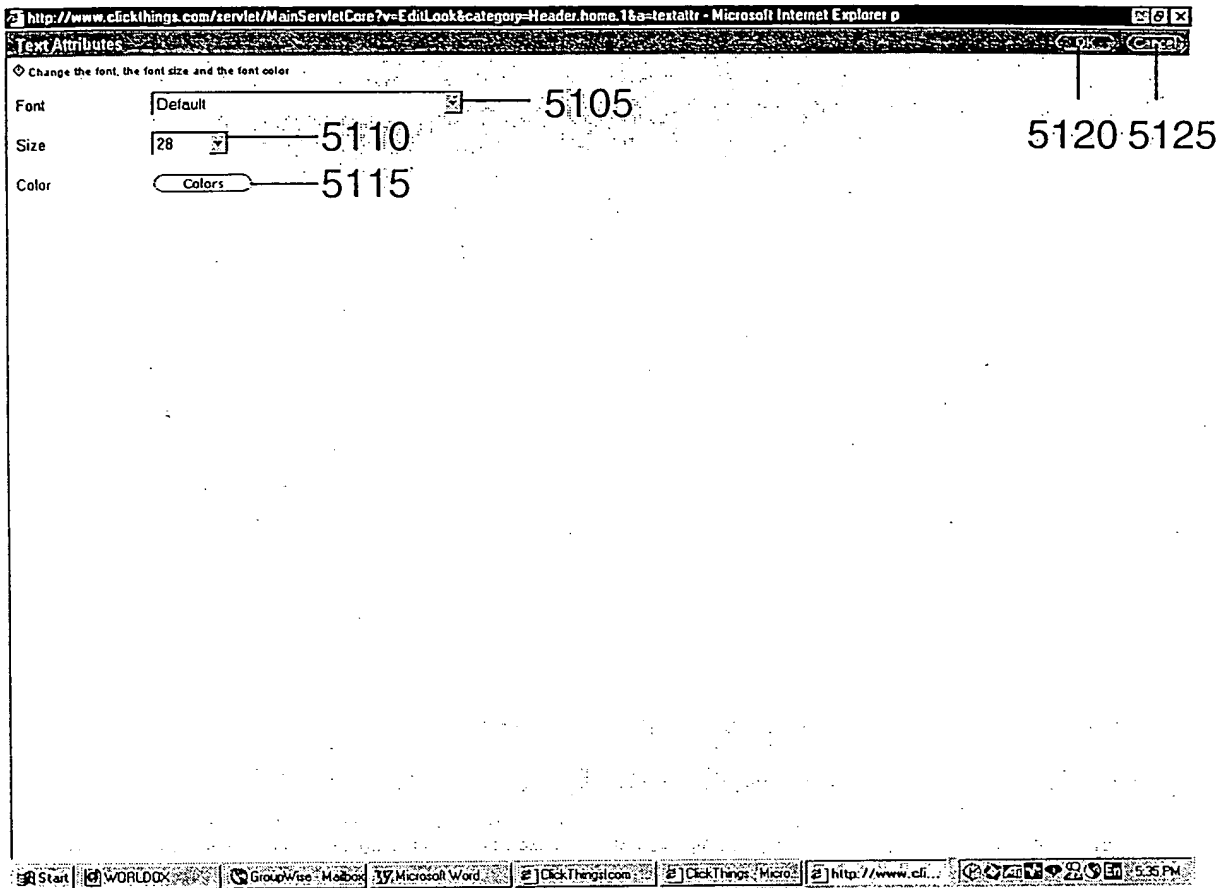 http://www.clickthings.com/servlet/MainServletCore?v=EditLook&category=Header.home.1&a=textattr - Microsoft Internet Explorer p
Text Attributes OK Cancel
Change the font, the font size and the font color
Font Default 5105
Size 28 5110 5120 5125
Color Colors 5115
Start WORLDOX GroupWise - Mailbox Microsoft Word ClickThings.com ClickThings Micro... http://www.cli... En 5:35 PM